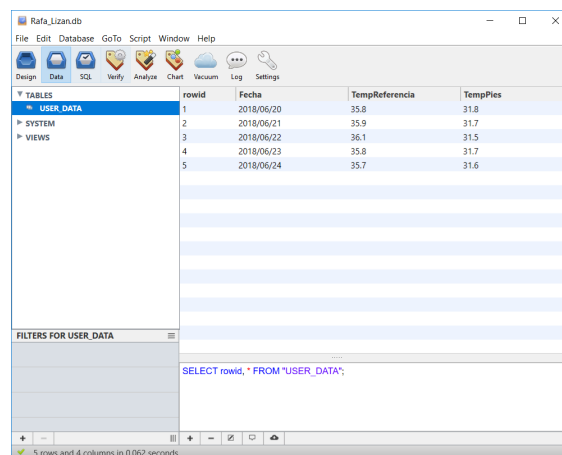 Rafa_Lizan.db
File Edit Database GoTo Script Window Help
Design Data SQL Verify Analyze Chart Vacuum Log Settings
TABLES
USER_DATA
SYSTEM
VIEWS
rowid Fecha TempReferencia TempPies
1 2018/06/20 35.8 31.8
2 2018/06/21 35.9 31.7
3 2018/06/22 36.1 31.5
4 2018/06/23 35.8 31.7
5 2018/06/24 35.7 31.6
FILTERS FOR USER_DATA
SELECT rowid, * FROM "USER_DATA";
5 rows and 4 columns in 0.062 seconds